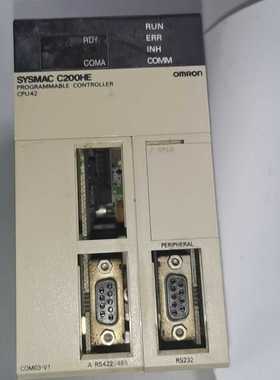 RUN
RDY
ERR
INH
COMA
COMM
SYSMAC C200HE
OMRON
PROGRAMMABLE CONTROLLER
CPU42
PERIPHERAL
COM03-V1
A RS422/485
RS232